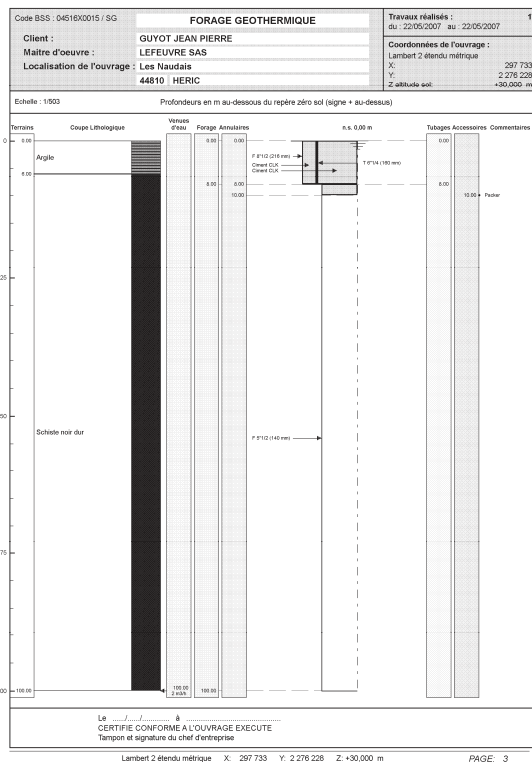 Code BSS : 04516X0015 / SG
FORAGE GEOTHERMIQUE
Client : GUYOT JEAN PIERRE
Maitre d'oeuvre : LEFEUVRE SAS
Localisation de l'ouvrage : Les Naudais
44810 HERIC
Travaux réalisés : 1
du : 22/05/2007 au : 22/05/2007
Coordonnées de l'ouvrage :
Lambert 2 étendu métrique
X: 297 733
Y: 2 276 228
Z altitude sol: +30,000 m
Echelle : 1/503 Profondeurs en m au-dessous du repère zéro sol (signe + au-dessus)
Terrains Coupe Lithologique Venues d'eau Forage Annulaires n.s. 0,00 m Tubages Accessoires Commentaires
0 0.00 0.00 0.00 0.00
Argile
F 8"1/2 (216 mm)
T 6"1/4 (160 mm)
Ciment CLK
Ciment CLK
6.00
8.00 8.00 8.00
10.00 10.00 Packer
25
50
Schiste noir dur
F 5"1/2 (140 mm)
75
00 100.00 100.00 100.00
2 m3/h
Le ....../....../............ à .........................................
CERTIFIE CONFORME A L'OUVRAGE EXECUTE
Tampon et signature du chef d'entreprise
Lambert 2 étendu métrique X: 297 733 Y: 2 276 228 Z: +30,000 m PAGE: 3